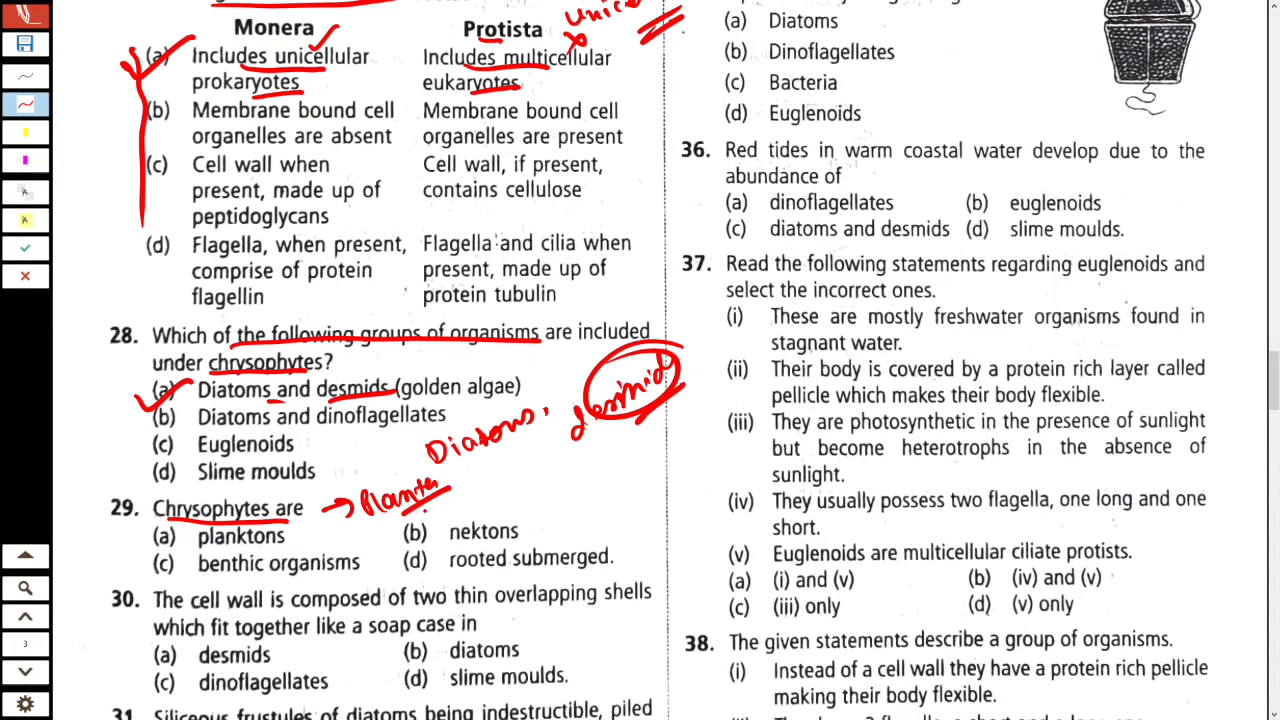 Monera
Protista
unice
(a) Includes unicellular prokaryotes
Includes multicellular eukaryotes
(b) Membrane bound cell organelles are absent
Membrane bound cell organelles are present
(c) Cell wall when present, made up of peptidoglycans
Cell wall, if present, contains cellulose
(d) Flagella, when present, comprise of protein flagellin
Flagella and cilia when present, made up of protein tubulin
28. Which of the following groups of organisms are included
under chrysophytes?
(a) Diatoms and desmids (golden algae)
(b) Diatoms and dinoflagellates
(c) Euglenoids
(d) Slime moulds
Diatoms.
desmid
29. Chrysophytes are
(a) planktons (b) nektons
(c) benthic organisms (d) rooted submerged.
30. The cell wall is composed of two thin overlapping shells
which fit together like a soap case in
(a) desmids (b) diatoms
(c) dinoflagellates (d) slime moulds.
31. Siliceous frustules of diatoms being indestructible, piled
(a) Diatoms
(b) Dinoflagellates
(c) Bacteria
(d) Euglenoids
36. Red tides in warm coastal water develop due to the
abundance of
(a) dinoflagellates (b) euglenoids
(c) diatoms and desmids (d) slime moulds.
37. Read the following statements regarding euglenoids and
select the incorrect ones.
(i) These are mostly freshwater organisms found in
stagnant water.
(ii) Their body is covered by a protein rich layer called
pellicle which makes their body flexible.
(iii) They are photosynthetic in the presence of sunlight
but become heterotrophs in the absence of
sunlight.
(iv) They usually possess two flagella, one long and one
short.
(v) Euglenoids are multicellular ciliate protists.
(a) (i) and (v) (b) (iv) and (v)
(c) (iii) only (d) (v) only
38. The given statements describe a group of organisms.
(i) Instead of a cell wall they have a protein rich pellicle
making their body flexible.
3